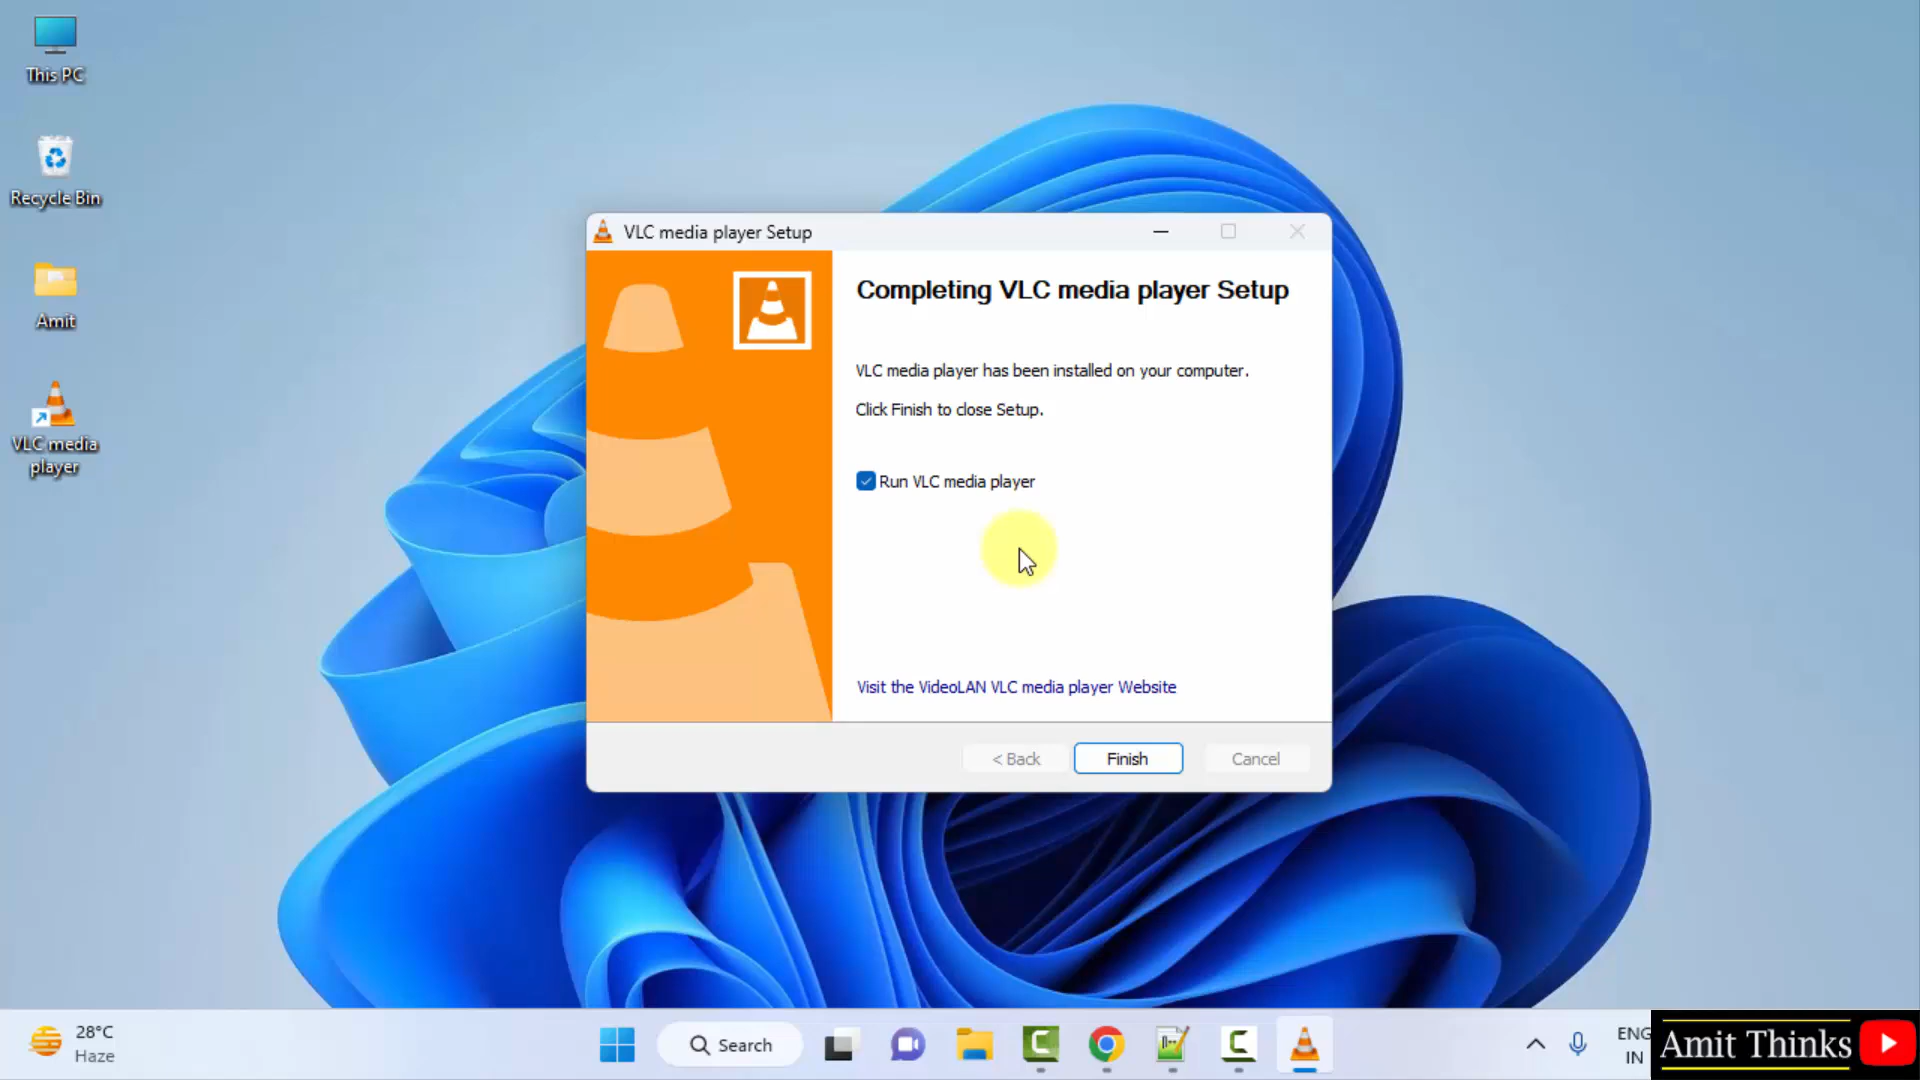 This PC
Recycle Bin
Amit
VLC media
player
VLC media player Setup
Completing VLC media player Setup
VLC media player has been installed on your computer.
Click Finish to close Setup.
Run VLC media player
Visit the VideoLAN VLC media player Website
< Back
Finish
Cancel
28°C
Haze
Search
ENG
IN
Amit Thinks